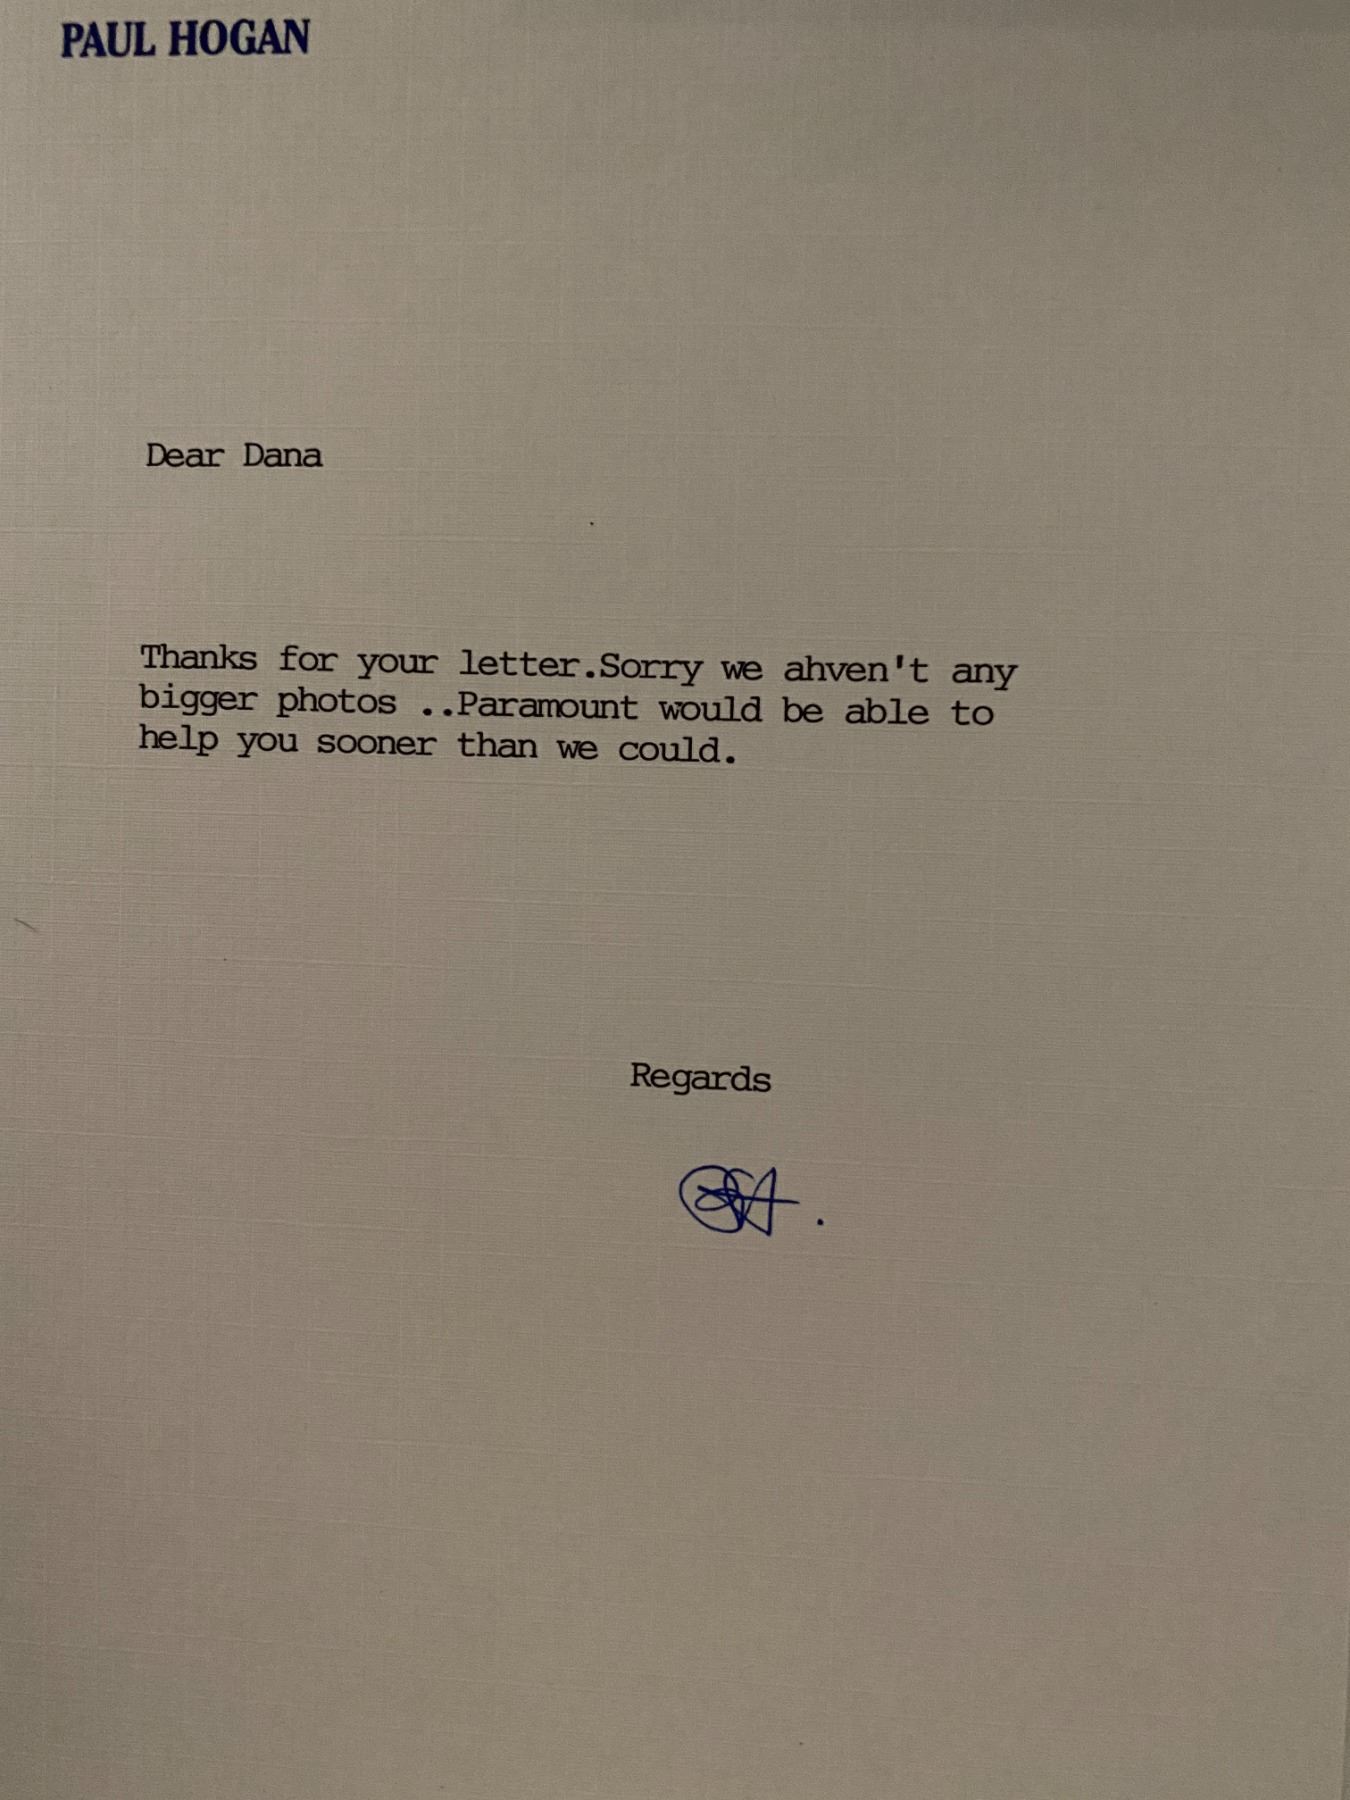 PAUL HOGAN
Dear Dana
Thanks for your letter.Sorry we ahven't any
bigger photos ..Paramount would be able to
help you sooner than we could.
Regards